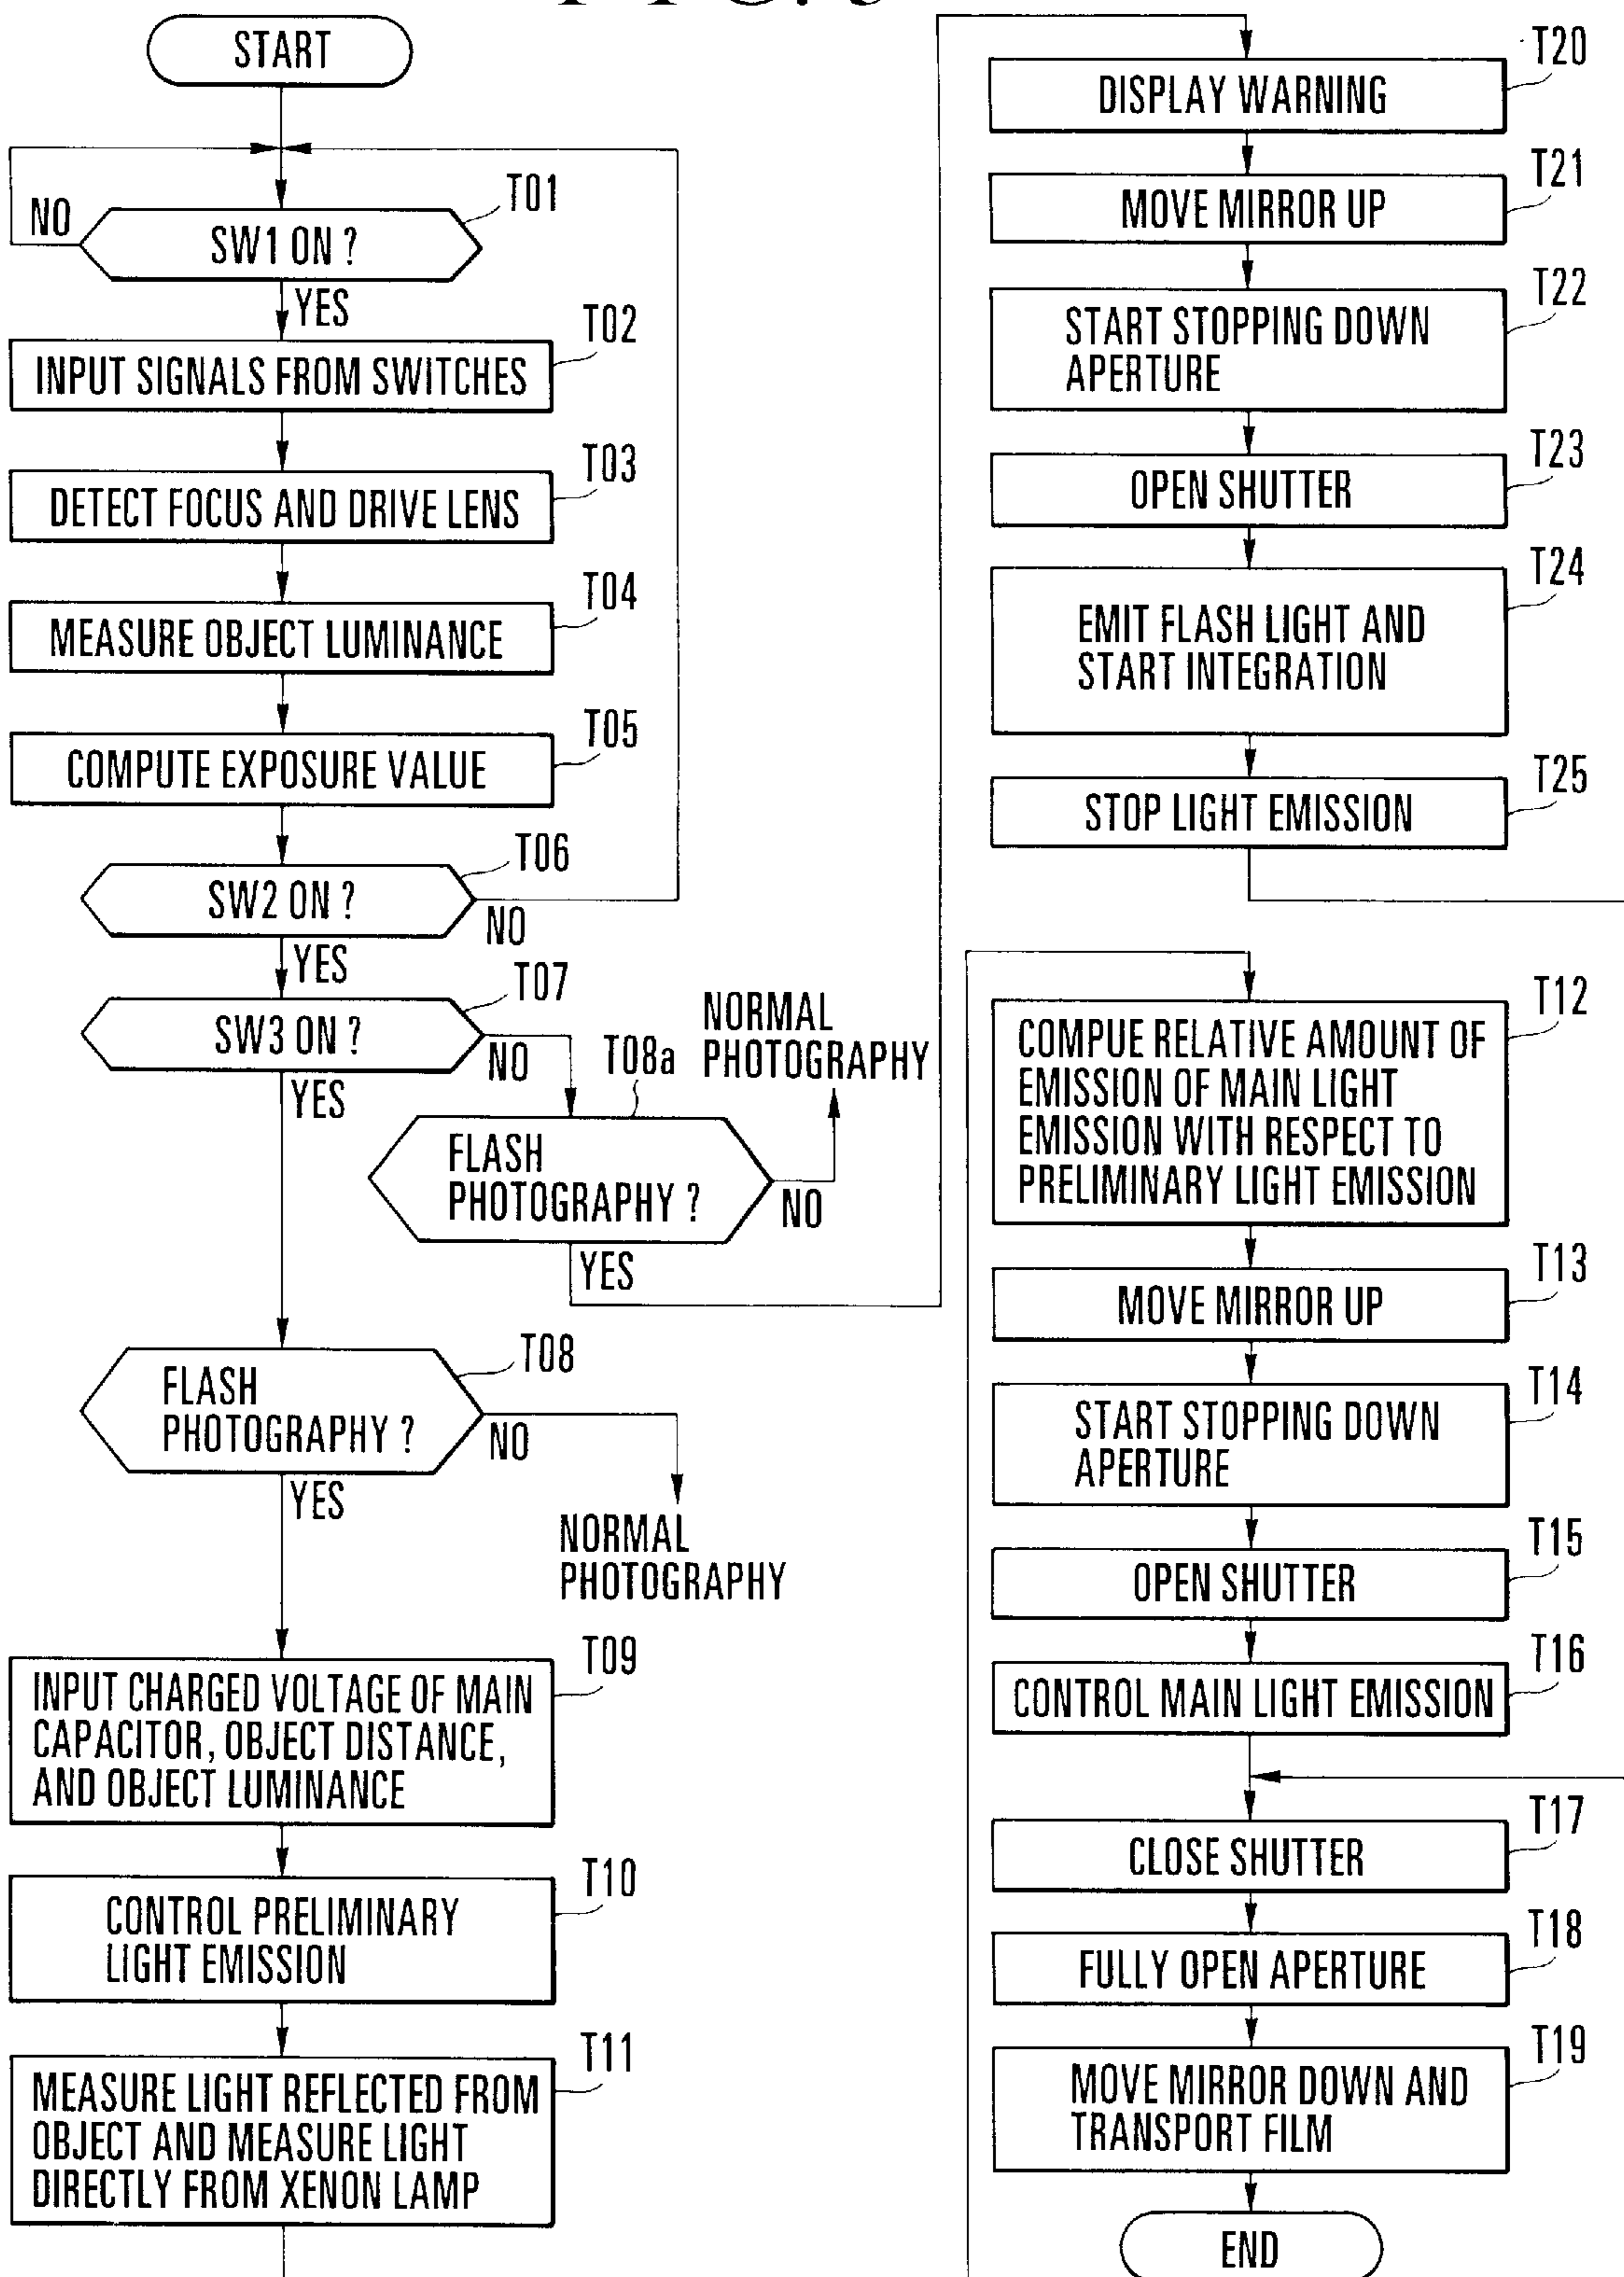 START
T01
NO
SW1 ON ?
YES
T02
INPUT SIGNALS FROM SWITCHES
T03
DETECT FOCUS AND DRIVE LENS
T04
MEASURE OBJECT LUMINANCE
T05
COMPUTE EXPOSURE VALUE
T06
SW2 ON ?
NO
YES
T07
SW3 ON ?
NO
YES
T08a
NORMAL
PHOTOGRAPHY
FLASH
PHOTOGRAPHY ?
NO
YES
T08
FLASH
PHOTOGRAPHY ?
NO
YES
NORMAL
PHOTOGRAPHY
T09
INPUT CHARGED VOLTAGE OF MAIN
CAPACITOR, OBJECT DISTANCE,
AND OBJECT LUMINANCE
T10
CONTROL PRELIMINARY
LIGHT EMISSION
T11
MEASURE LIGHT REFLECTED FROM
OBJECT AND MEASURE LIGHT
DIRECTLY FROM XENON LAMP
T20
DISPLAY WARNING
T21
MOVE MIRROR UP
T22
START STOPPING DOWN
APERTURE
T23
OPEN SHUTTER
T24
EMIT FLASH LIGHT AND
START INTEGRATION
T25
STOP LIGHT EMISSION
T12
COMPUE RELATIVE AMOUNT OF
EMISSION OF MAIN LIGHT
EMISSION WITH RESPECT TO
PRELIMINARY LIGHT EMISSION
T13
MOVE MIRROR UP
T14
START STOPPING DOWN
APERTURE
T15
OPEN SHUTTER
T16
CONTROL MAIN LIGHT EMISSION
T17
CLOSE SHUTTER
T18
FULLY OPEN APERTURE
T19
MOVE MIRROR DOWN AND
TRANSPORT FILM
END